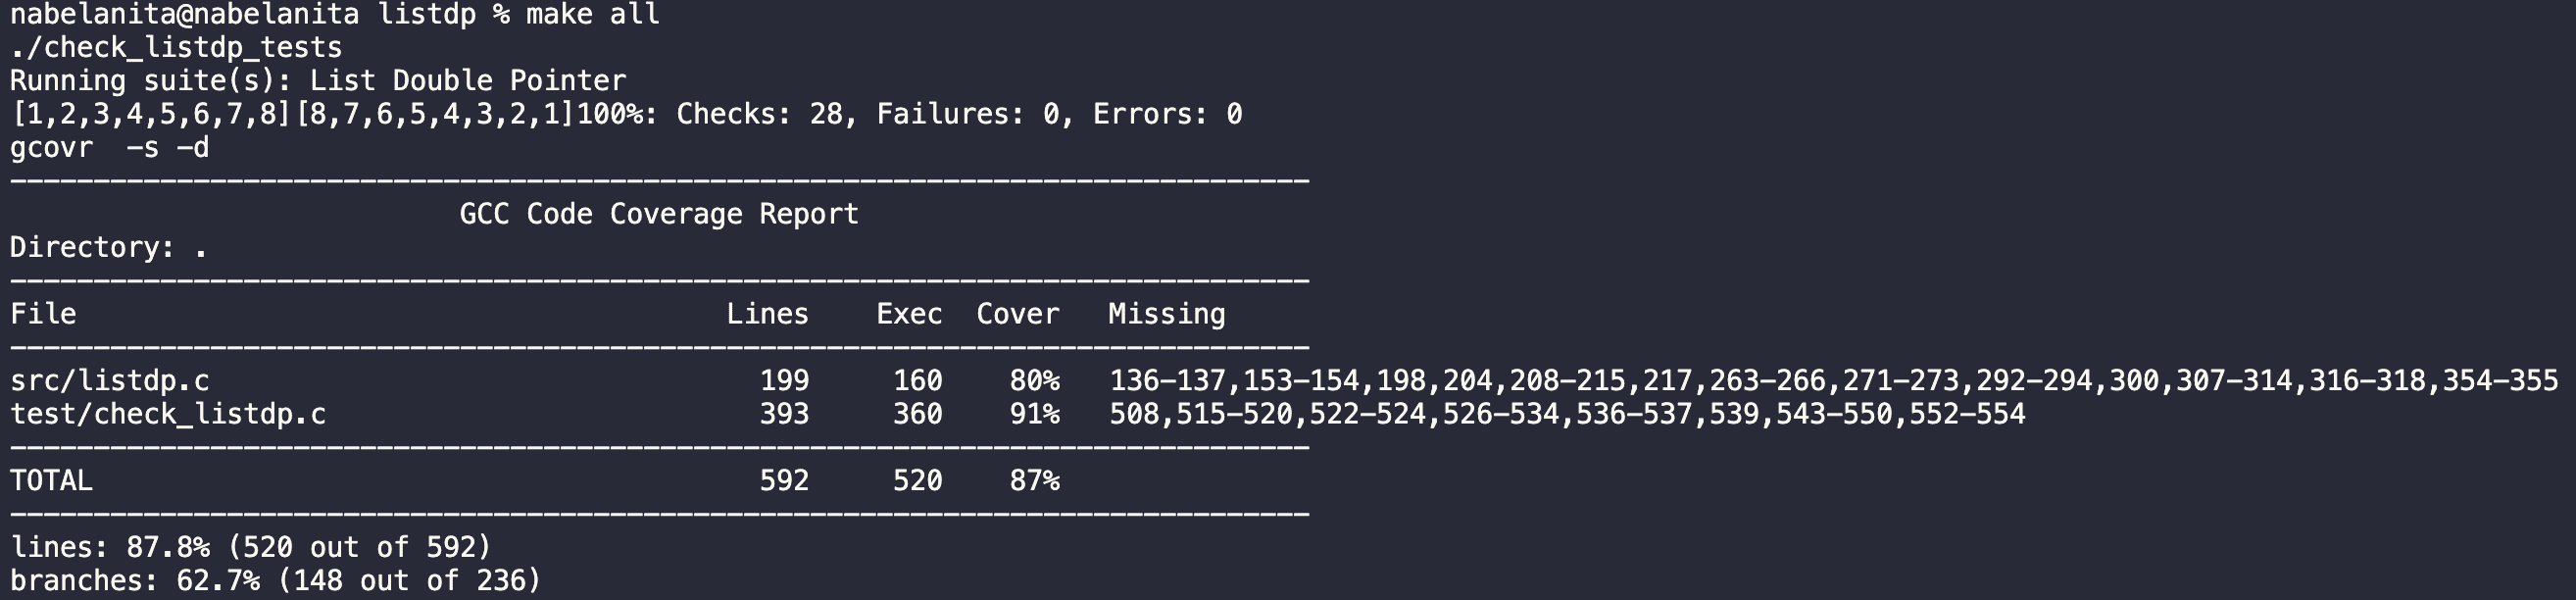 nabelanita@nabelanita listdp % make all
./check_listdp_tests
Running suite(s): List Double Pointer
[1,2,3,4,5,6,7,8][8,7,6,5,4,3,2,1]100%: Checks: 28, Failures: 0, Errors: 0
gcovr  -s -d
------------------------------------------------------------------------------
                           GCC Code Coverage Report
Directory: .
------------------------------------------------------------------------------
File                                       Lines    Exec  Cover   Missing
------------------------------------------------------------------------------
src/listdp.c                                 199     160    80%   136-137,153-154,198,204,208-215,217,263-266,271-273,292-294,300,307-314,316-318,354-355
test/check_listdp.c                          393     360    91%   508,515-520,522-524,526-534,536-537,539,543-550,552-554
------------------------------------------------------------------------------
TOTAL                                        592     520    87%
------------------------------------------------------------------------------
lines: 87.8% (520 out of 592)
branches: 62.7% (148 out of 236)